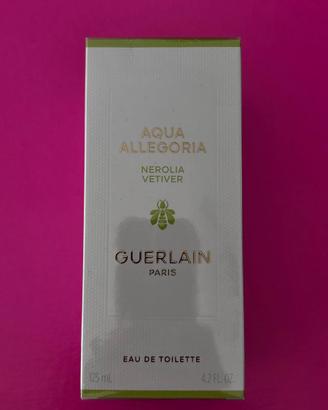 AQUA
ALLEGORIA
NEROLIA
VETIVER
GUERLAIN
PARIS
EAU DE TOILETTE
125 mL 4.2 FL.OZ.